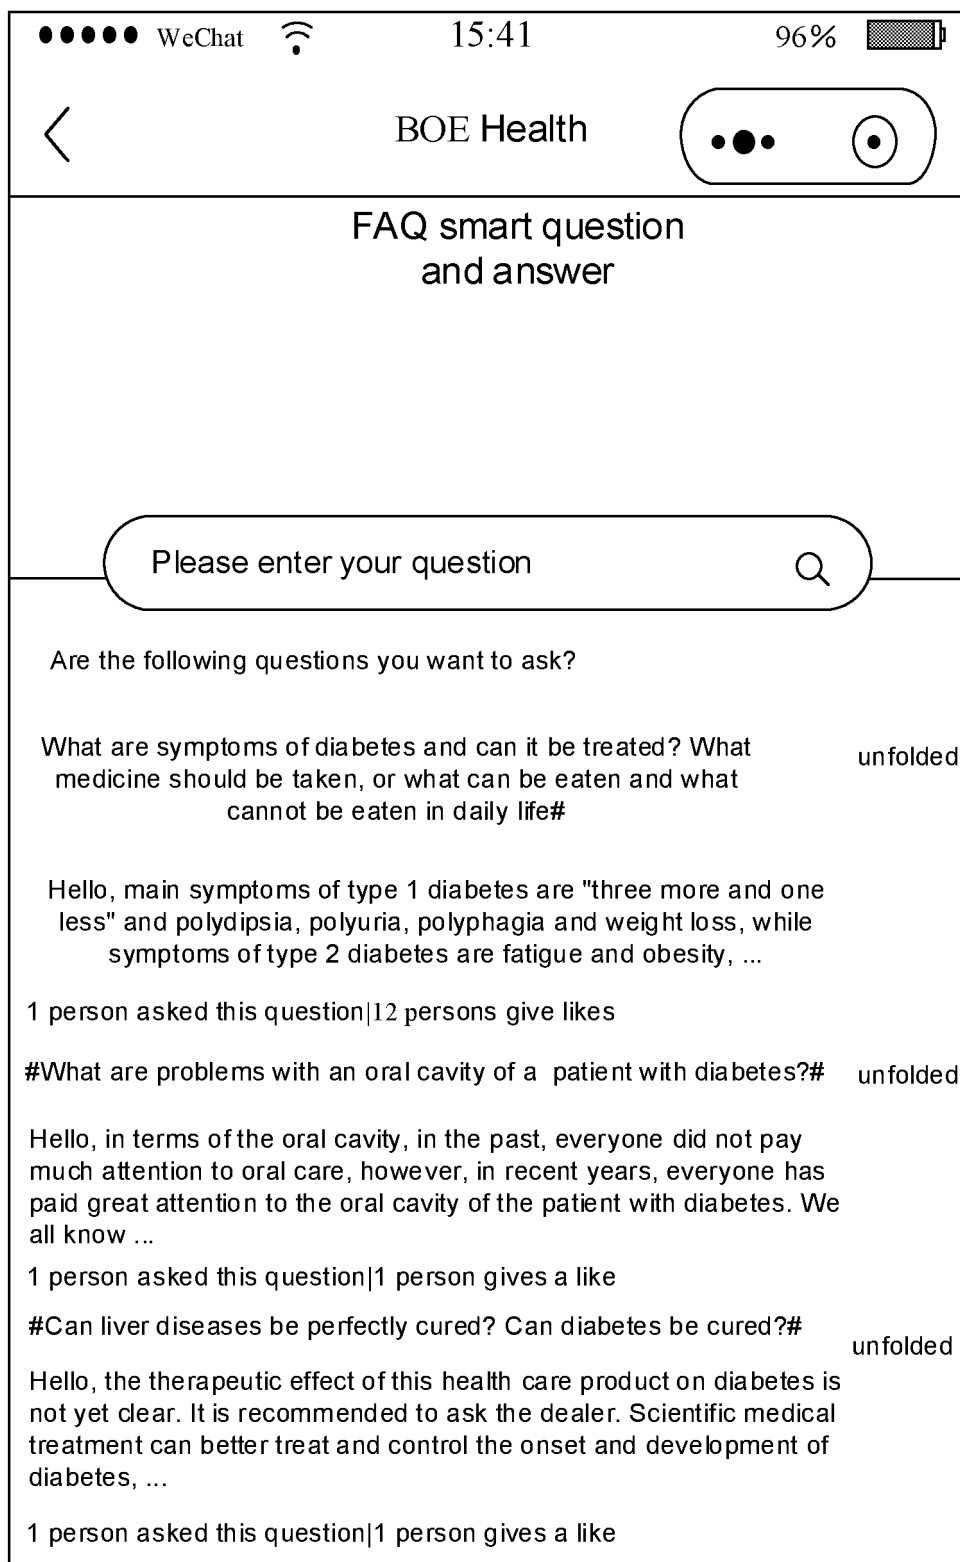 WeChat 15:41 96%
BOE Health
FAQ smart question
and answer
Please enter your question
Are the following questions you want to ask?
What are symptoms of diabetes and can it be treated? What
unfolded
medicine should be taken, or what can be eaten and what
cannot be eaten in daily life#
Hello, main symptoms of type 1 diabetes are "three more and one
less" and polydipsia, polyuria, polyphagia and weight loss, while
symptoms of type 2 diabetes are fatigue and obesity, ...
1 person asked this question|12 persons give likes
#What are problems with an oral cavity of a patient with diabetes?#
unfolded
Hello, in terms of the oral cavity, in the past, everyone did not pay
much attention to oral care, however, in recent years, everyone has
paid great attention to the oral cavity of the patient with diabetes. We
all know ...
1 person asked this question|1 person gives a like
#Can liver diseases be perfectly cured? Can diabetes be cured?#
unfolded
Hello, the therapeutic effect of this health care product on diabetes is
not yet clear. It is recommended to ask the dealer. Scientific medical
treatment can better treat and control the onset and development of
diabetes, ...
1 person asked this question|1 person gives a like